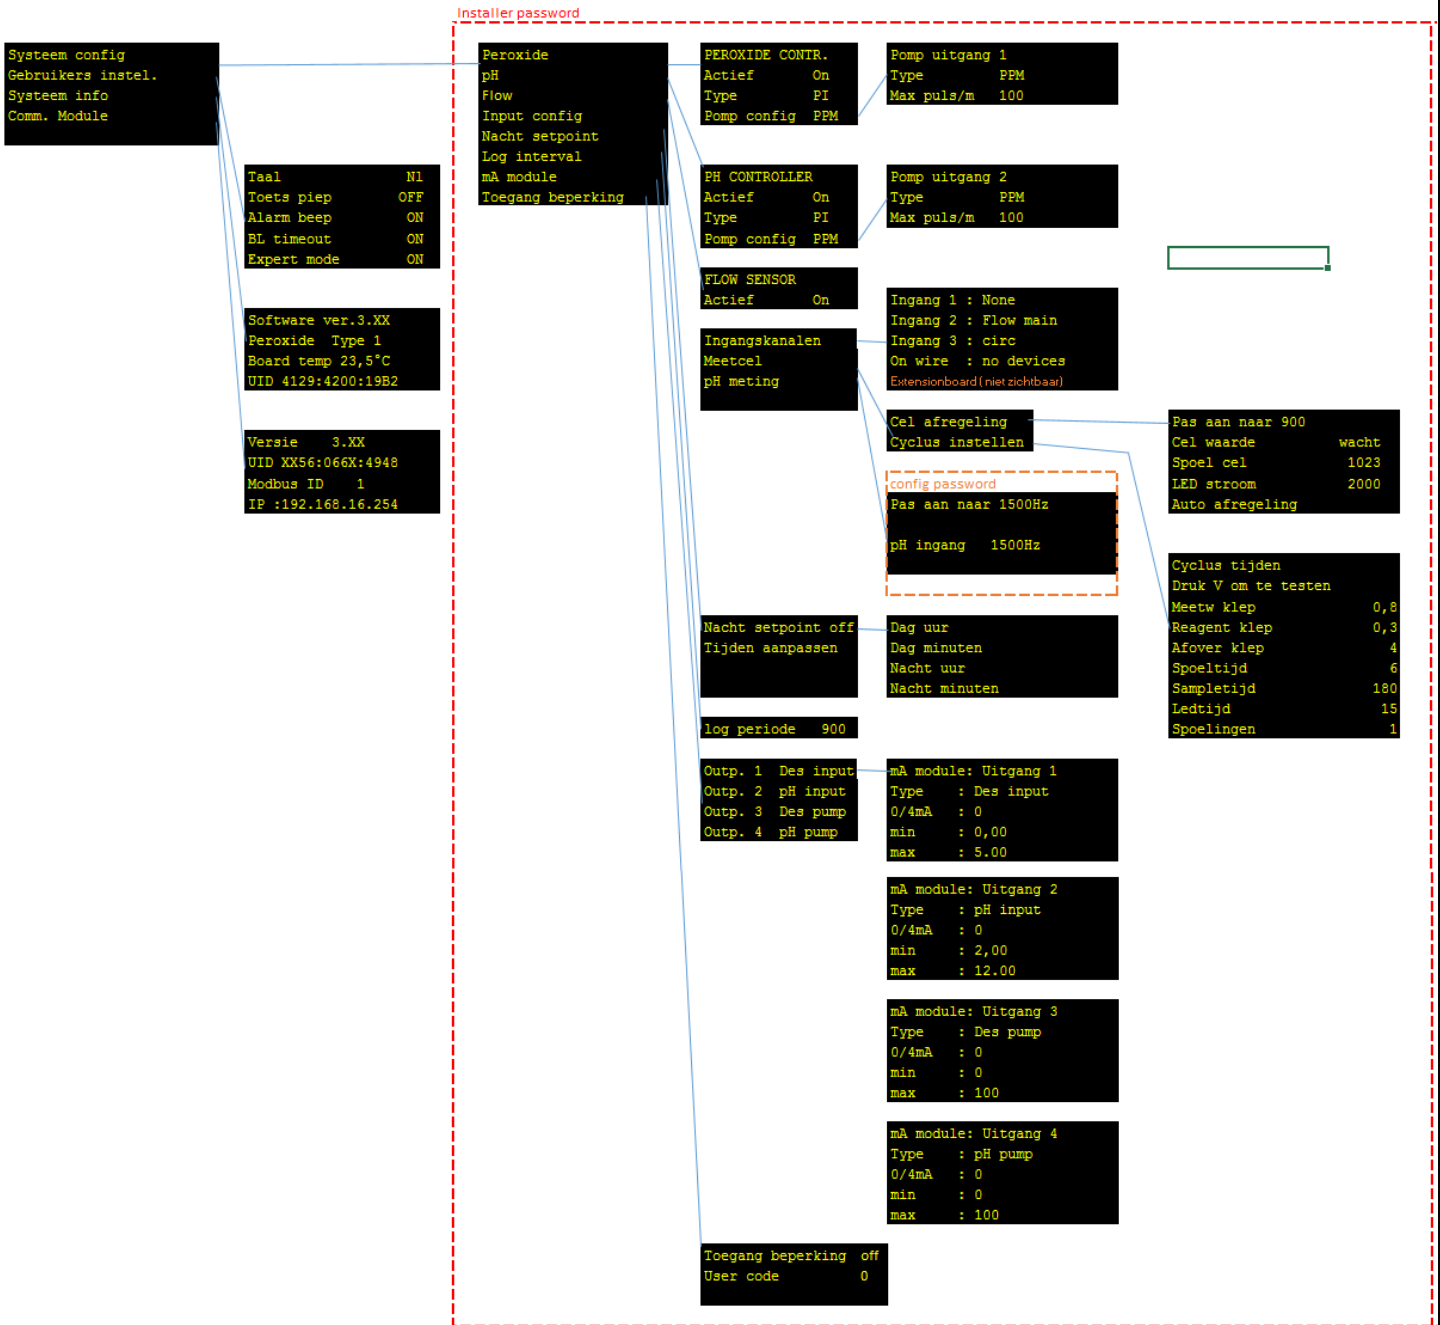 Installer password
Systeem config
Gebruikers instel.
Systeem info
Comm. Module
Taal Nl
Toets piep OFF
Alarm beep ON
BL timeout ON
Expert mode ON
Software ver.3.XX
Peroxide Type 1
Board temp 23,5°C
UID 4129:4200:19B2
Versie 3.XX
UID XX56:066X:4948
Modbus ID 1
IP :192.168.16.254
Peroxide
pH
Flow
Input config
Nacht setpoint
Log interval
mA module
Toegang beperking
PEROXIDE CONTR.
Actief On
Type PI
Pomp config PPM
Pomp uitgang 1
Type PPM
Max puls/m 100
PH CONTROLLER
Actief On
Type PI
Pomp config PPM
Pomp uitgang 2
Type PPM
Max puls/m 100
FLOW SENSOR
Actief On
Ingangskanalen
Meetcel
pH meting
Ingang 1 : None
Ingang 2 : Flow main
Ingang 3 : circ
On wire : no devices
Extensionboard ( niet zichtbaar)
Cel afregeling
Cyclus instellen
Pas aan naar 900
Cel waarde wacht
Spoel cel 1023
LED stroom 2000
Auto afregeling
config password
Pas aan naar 1500Hz
pH ingang 1500Hz
Cyclus tijden
Druk V om te testen
Meetw klep 0,8
Reagent klep 0,3
Afover klep 4
Spoeltijd 6
Sampletijd 180
Ledtijd 15
Spoelingen 1
Nacht setpoint off
Tijden aanpassen
Dag uur
Dag minuten
Nacht uur
Nacht minuten
log periode 900
Outp. 1 Des input
Outp. 2 pH input
Outp. 3 Des pump
Outp. 4 pH pump
mA module: Uitgang 1
Type : Des input
0/4mA : 0
min : 0,00
max : 5.00
mA module: Uitgang 2
Type : pH input
0/4mA : 0
min : 2,00
max : 12.00
mA module: Uitgang 3
Type : Des pump
0/4mA : 0
min : 0
max : 100
mA module: Uitgang 4
Type : pH pump
0/4mA : 0
min : 0
max : 100
Toegang beperking off
User code 0